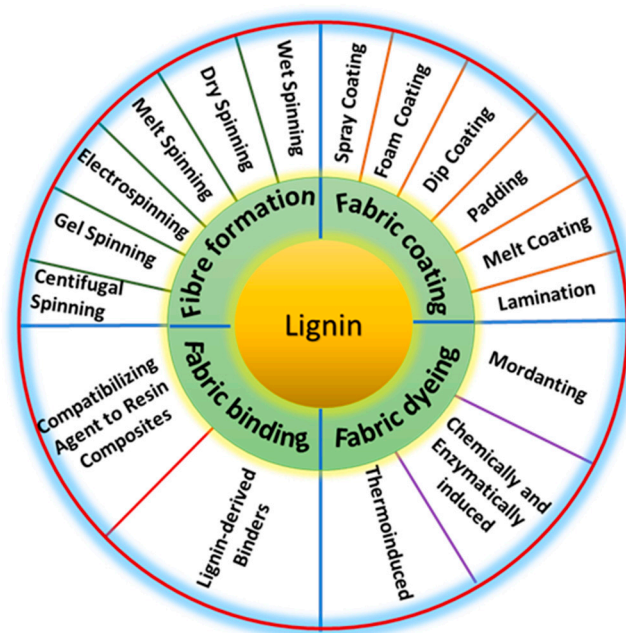 Lignin
Fibre formation
Fabric coating
Fabric dyeing
Fabric binding
Centifugal
Spinning
Gel Spinning
Electrospinning
Melt Spinning
Dry Spinning
Wet Spinning
Spray Coating
Foam Coating
Dip Coating
Padding
Melt Coating
Lamination
Mordanting
Chemically and
Enzymatically
induced
Thermoinduced
Lignin-derived
Binders
Compatibilizing
Agent to Resin
Composites